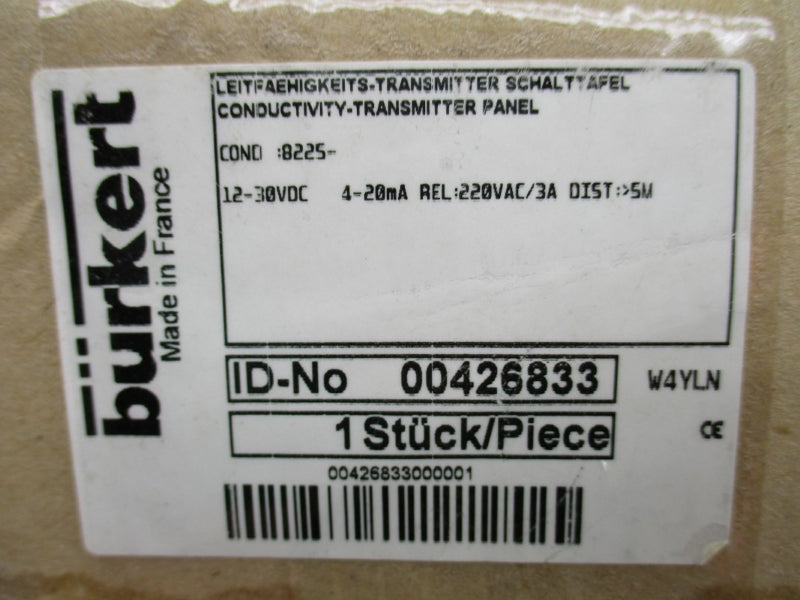 bürkert
Made in France
LEITFAEHIGKEITS-TRANSMITTER SCHALTTAFEL
CONDUCTIVITY-TRANSMITTER PANEL
COND :8225-
12-30VDC 4-20mA REL:220VAC/3A DIST:>5M
ID-No 00426833 W4YLN
1 Stück/Piece CE
00426833000001